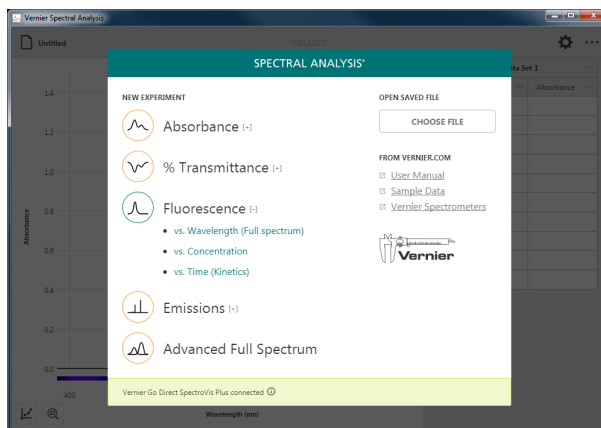 Vernier Spectral Analysis
Untitled
COLLECT
SPECTRAL ANALYSIS®
Set 1
NEW EXPERIMENT
OPEN SAVED FILE
Absorbance
Absorbance [+]
CHOOSE FILE
% Transmittance [+]
FROM VERNIER.COM
User Manual
Sample Data
Vernier Spectrometers
Fluorescence [-]
• vs. Wavelength (Full spectrum)
• vs. Concentration
• vs. Time (Kinetics)
Vernier
Emissions [+]
Advanced Full Spectrum
Vernier Go Direct SpectroVis Plus connected
1.4
1.2
1.0
0.8
0.6
0.4
0.2
0.0
Absorbance
400
Wavelength (nm)